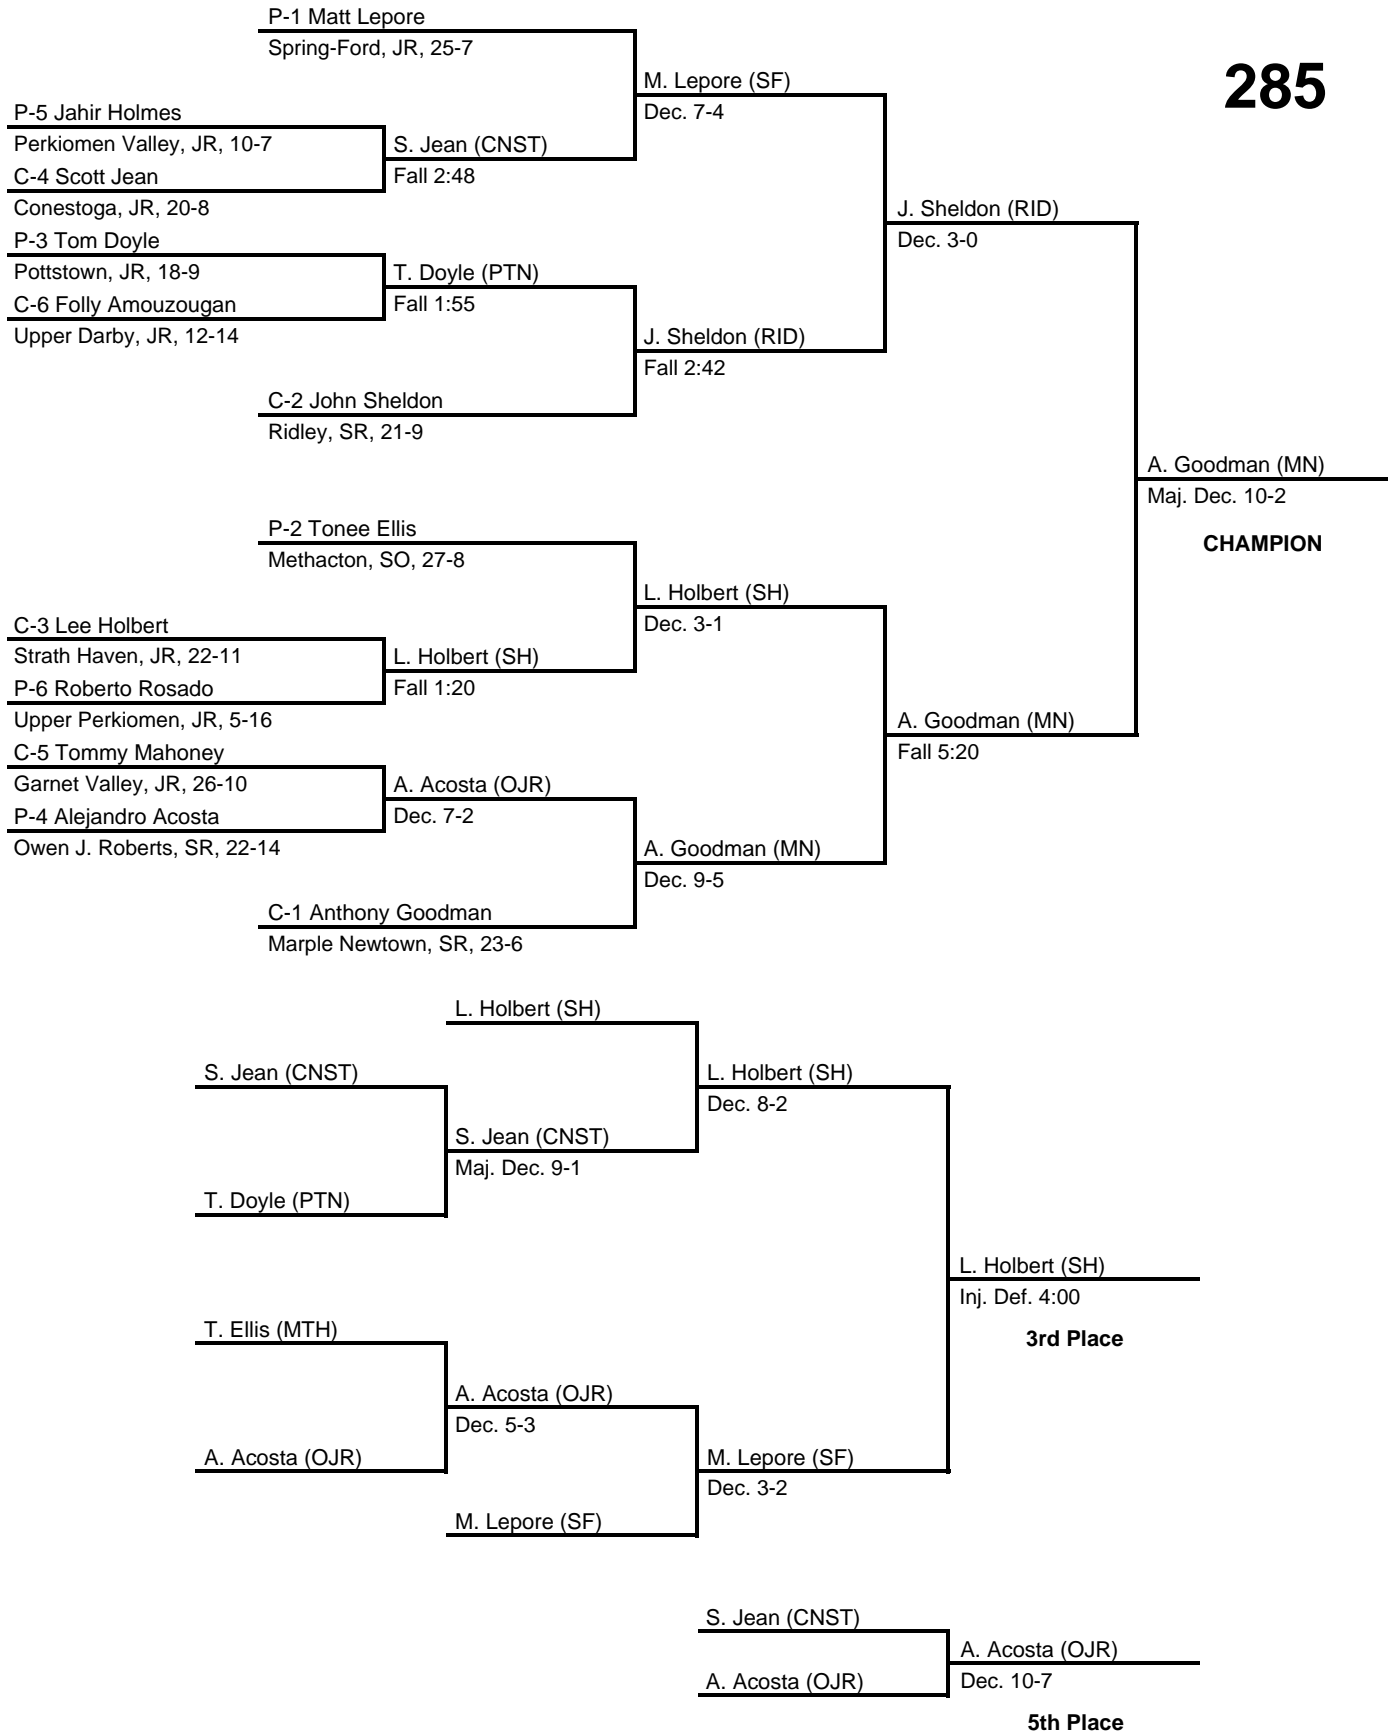 P-1 Matt Lepore
Spring-Ford, JR, 25-7
285
M. Lepore (SF)
Dec. 7-4
P-5 Jahir Holmes
Perkiomen Valley, JR, 10-7
S. Jean (CNST)
Fall 2:48
C-4 Scott Jean
Conestoga, JR, 20-8
J. Sheldon (RID)
Dec. 3-0
P-3 Tom Doyle
Pottstown, JR, 18-9
T. Doyle (PTN)
Fall 1:55
C-6 Folly Amouzougan
Upper Darby, JR, 12-14
J. Sheldon (RID)
Fall 2:42
C-2 John Sheldon
Ridley, SR, 21-9
A. Goodman (MN)
Maj. Dec. 10-2
CHAMPION
P-2 Tonee Ellis
Methacton, SO, 27-8
L. Holbert (SH)
Dec. 3-1
C-3 Lee Holbert
Strath Haven, JR, 22-11
L. Holbert (SH)
Fall 1:20
P-6 Roberto Rosado
Upper Perkiomen, JR, 5-16
A. Goodman (MN)
Fall 5:20
C-5 Tommy Mahoney
Garnet Valley, JR, 26-10
A. Acosta (OJR)
Dec. 7-2
P-4 Alejandro Acosta
Owen J. Roberts, SR, 22-14
A. Goodman (MN)
Dec. 9-5
C-1 Anthony Goodman
Marple Newtown, SR, 23-6
L. Holbert (SH)
S. Jean (CNST)
L. Holbert (SH)
Dec. 8-2
S. Jean (CNST)
Maj. Dec. 9-1
T. Doyle (PTN)
L. Holbert (SH)
Inj. Def. 4:00
3rd Place
T. Ellis (MTH)
A. Acosta (OJR)
Dec. 5-3
A. Acosta (OJR)
M. Lepore (SF)
Dec. 3-2
M. Lepore (SF)
S. Jean (CNST)
A. Acosta (OJR)
Dec. 10-7
A. Acosta (OJR)
5th Place